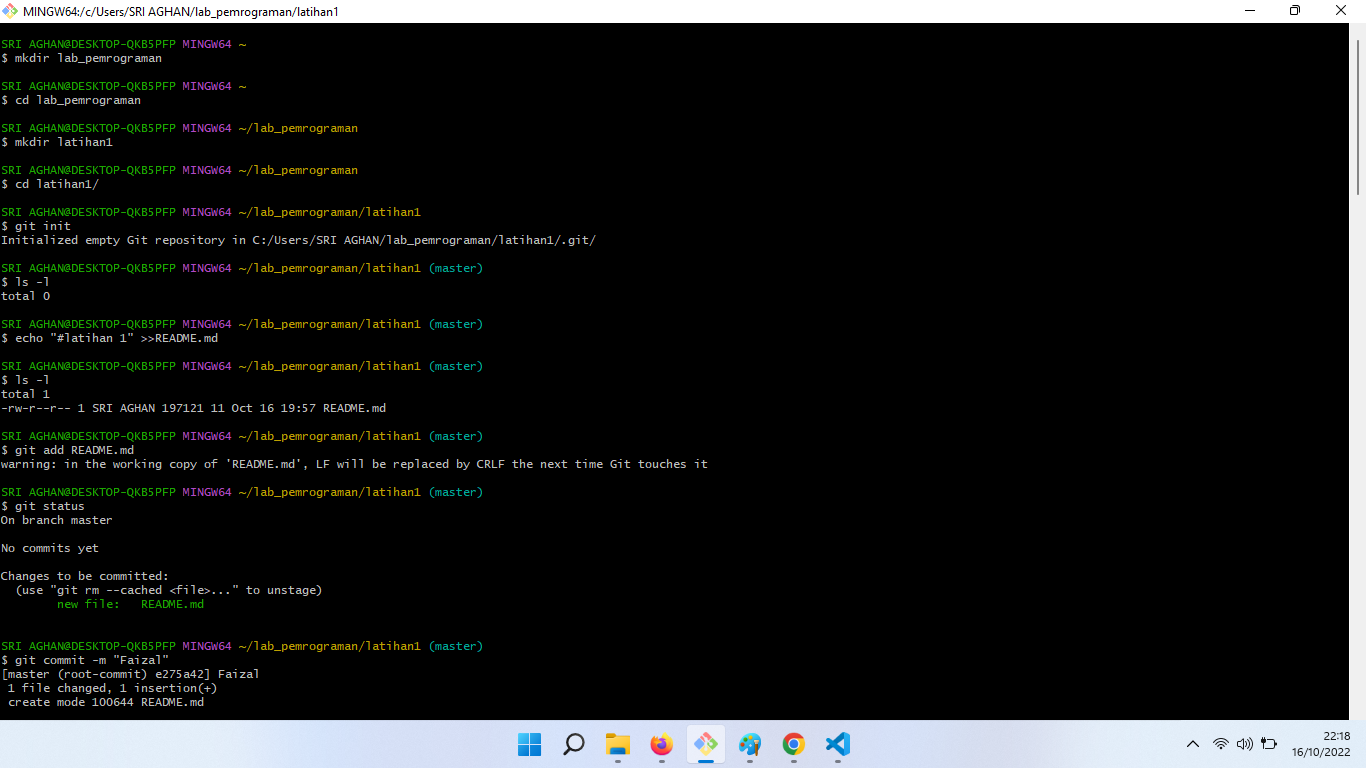 MINGW64:/c/Users/SRI AGHAN/lab_pemrograman/latihan1
SRI AGHAN@DESKTOP-QKB5PFP MINGW64 ~
$ mkdir lab_pemrograman
SRI AGHAN@DESKTOP-QKB5PFP MINGW64 ~
$ cd lab_pemrograman
SRI AGHAN@DESKTOP-QKB5PFP MINGW64 ~/lab_pemrograman
$ mkdir latihan1
SRI AGHAN@DESKTOP-QKB5PFP MINGW64 ~/lab_pemrograman
$ cd latihan1/
SRI AGHAN@DESKTOP-QKB5PFP MINGW64 ~/lab_pemrograman/latihan1
$ git init
Initialized empty Git repository in C:/Users/SRI AGHAN/lab_pemrograman/latihan1/.git/
SRI AGHAN@DESKTOP-QKB5PFP MINGW64 ~/lab_pemrograman/latihan1 (master)
$ ls -l
total 0
SRI AGHAN@DESKTOP-QKB5PFP MINGW64 ~/lab_pemrograman/latihan1 (master)
$ echo "#latihan 1" >>README.md
SRI AGHAN@DESKTOP-QKB5PFP MINGW64 ~/lab_pemrograman/latihan1 (master)
$ ls -l
total 1
-rw-r--r-- 1 SRI AGHAN 197121 11 Oct 16 19:57 README.md
SRI AGHAN@DESKTOP-QKB5PFP MINGW64 ~/lab_pemrograman/latihan1 (master)
$ git add README.md
warning: in the working copy of 'README.md', LF will be replaced by CRLF the next time Git touches it
SRI AGHAN@DESKTOP-QKB5PFP MINGW64 ~/lab_pemrograman/latihan1 (master)
$ git status
On branch master
No commits yet
Changes to be committed:
  (use "git rm --cached <file>..." to unstage)
        new file:   README.md
SRI AGHAN@DESKTOP-QKB5PFP MINGW64 ~/lab_pemrograman/latihan1 (master)
$ git commit -m "Faizal"
[master (root-commit) e275a42] Faizal
 1 file changed, 1 insertion(+)
 create mode 100644 README.md
22:18
16/10/2022